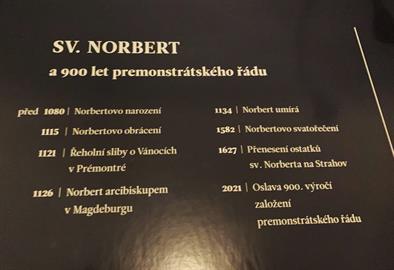 SV. NORBERT
a 900 let premonstrátského řádu
před 1080 | Norbertovo narození
1115 | Norbertovo obrácení
1121 | Řeholní sliby o Vánocích
v Prémontré
1126 | Norbert arcibiskupem
v Magdeburgu
1134 | Norbert umírá
1582 | Norbertovo svatořečení
1627 | Přenesení ostatků
sv. Norberta na Strahov
2021 | Oslava 900. výročí
založení
premonstrátského řádu